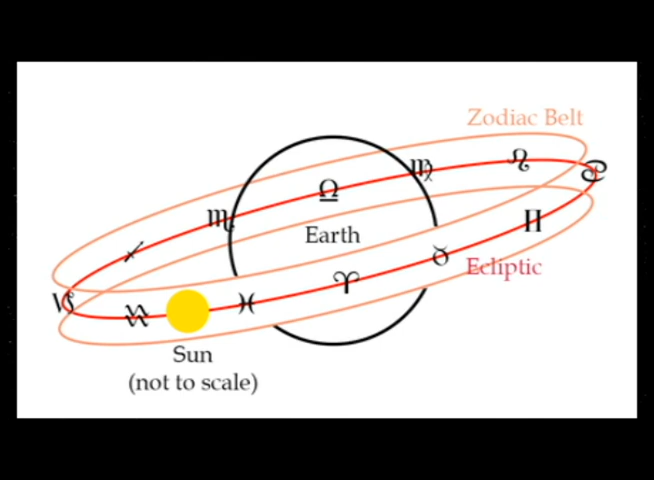 Zodiac Belt
♌
♍
♋
♎
♏
♊
Earth
♐
♉
Ecliptic
♈
♑
♒
♓
Sun
(not to scale)